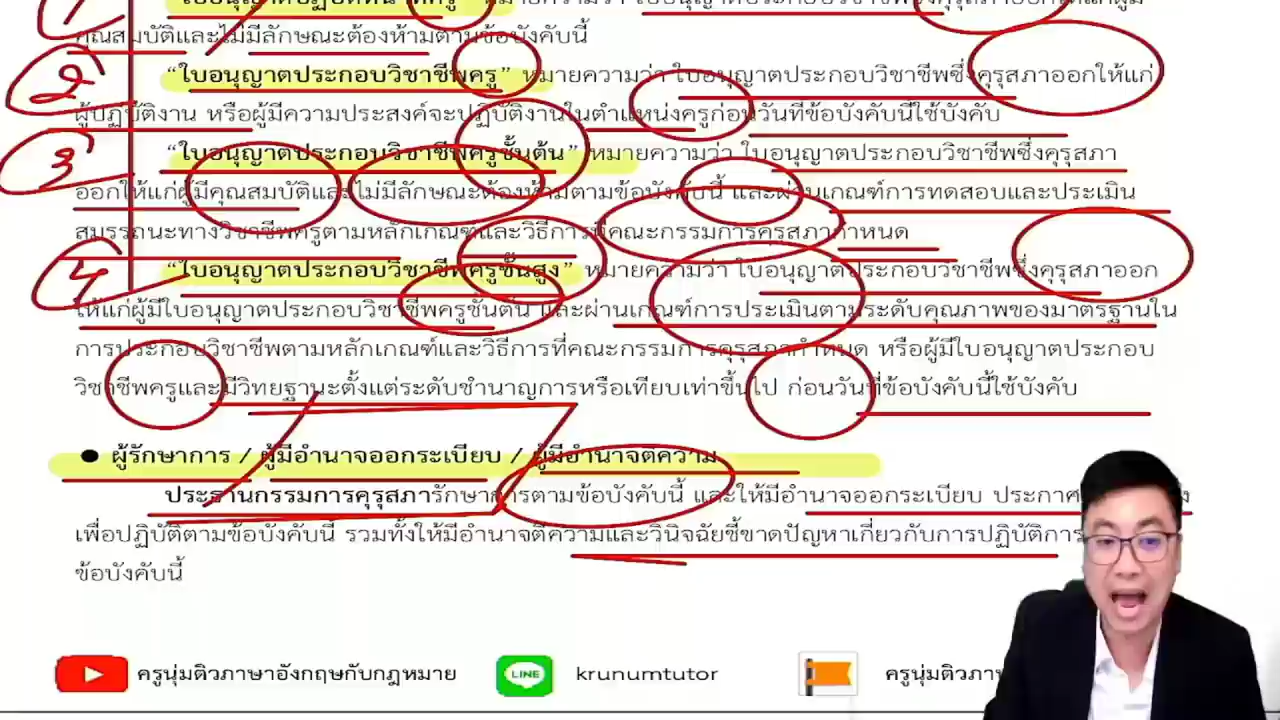 คุณสมบัติและไม่มีลักษณะต้องห้ามตามข้อบังคับนี้
2
“ใบอนุญาตประกอบวิชาชีพครู” หมายความว่า ใบอนุญาตประกอบวิชาชีพซึ่งคุรุสภาออกให้แก่
ผู้ปฏิบัติงาน หรือผู้มีความประสงค์จะปฏิบัติงานในตำแหน่งครูก่อนวันที่ข้อบังคับนี้ใช้บังคับ
3
“ใบอนุญาตประกอบวิชาชีพครูชั้นต้น” หมายความว่า ใบอนุญาตประกอบวิชาชีพซึ่งคุรุสภา
ออกให้แก่ผู้มีคุณสมบัติและไม่มีลักษณะต้องห้ามตามข้อบังคับนี้ และผ่านเกณฑ์การทดสอบและประเมิน
สมรรถนะทางวิชาชีพครูตามหลักเกณฑ์และวิธีการที่คณะกรรมการคุรุสภากำหนด
4
“ใบอนุญาตประกอบวิชาชีพครูชั้นสูง” หมายความว่า ใบอนุญาตประกอบวิชาชีพซึ่งคุรุสภาออก
ให้แก่ผู้มีใบอนุญาตประกอบวิชาชีพครูชั้นต้น และผ่านเกณฑ์การประเมินตามระดับคุณภาพของมาตรฐานใน
การประกอบวิชาชีพตามหลักเกณฑ์และวิธีการที่คณะกรรมการคุรุสภากำหนด หรือผู้มีใบอนุญาตประกอบ
วิชาชีพครูและมีวิทยฐานะตั้งแต่ระดับชำนาญการหรือเทียบเท่าขึ้นไป ก่อนวันที่ข้อบังคับนี้ใช้บังคับ
● ผู้รักษาการ / ผู้มีอำนาจออกระเบียบ / ผู้มีอำนาจตีความ
ประธานกรรมการคุรุสภารักษาการตามข้อบังคับนี้ และให้มีอำนาจออกระเบียบ ประกาศ
เพื่อปฏิบัติตามข้อบังคับนี้ รวมทั้งให้มีอำนาจตีความและวินิจฉัยชี้ขาดปัญหาเกี่ยวกับการปฏิบัติการ
ข้อบังคับนี้
ครูนุ่มติวภาษาอังกฤษกับกฎหมาย
LINE
krunumtutor
ครูนุ่มติวภา